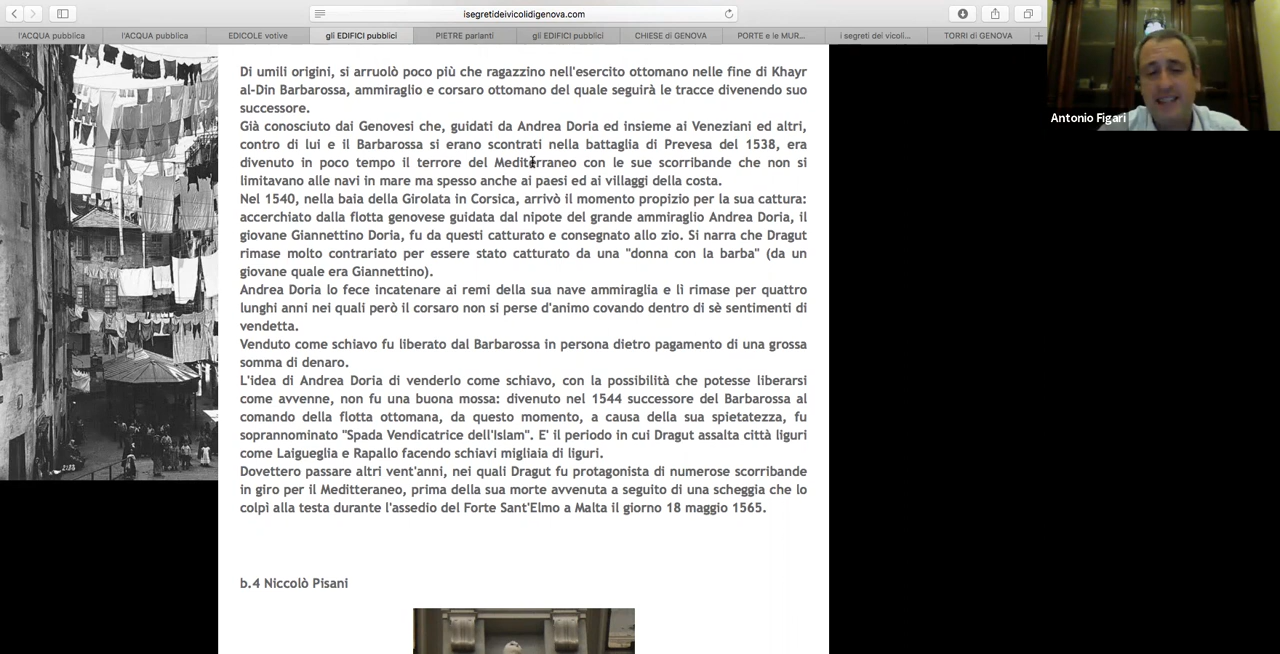 isegretideivicolidigenova.com
l'ACQUA pubblica
l'ACQUA pubblica
EDICOLE votive
gli EDIFICI pubblici
PIETRE parlanti
gli EDIFICI pubblici
CHIESE di GENOVA
PORTE e le MUR...
i segreti dei vicoli...
TORRI di GENOVA
Antonio Figari
Di umili origini, si arruolò poco più che ragazzino nell'esercito ottomano nelle fine di Khayr
al-Din Barbarossa, ammiraglio e corsaro ottomano del quale seguirà le tracce divenendo suo
successore.
Già conosciuto dai Genovesi che, guidati da Andrea Doria ed insieme ai Veneziani ed altri,
contro di lui e il Barbarossa si erano scontrati nella battaglia di Prevesa del 1538, era
divenuto in poco tempo il terrore del Mediterraneo con le sue scorribande che non si
limitavano alle navi in mare ma spesso anche ai paesi ed ai villaggi della costa.
Nel 1540, nella baia della Girolata in Corsica, arrivò il momento propizio per la sua cattura:
accerchiato dalla flotta genovese guidata dal nipote del grande ammiraglio Andrea Doria, il
giovane Giannettino Doria, fu da questi catturato e consegnato allo zio. Si narra che Dragut
rimase molto contrariato per essere stato catturato da una "donna con la barba" (da un
giovane quale era Giannettino).
Andrea Doria lo fece incatenare ai remi della sua nave ammiraglia e lì rimase per quattro
lunghi anni nei quali però il corsaro non si perse d'animo covando dentro di sè sentimenti di
vendetta.
Venduto come schiavo fu liberato dal Barbarossa in persona dietro pagamento di una grossa
somma di denaro.
L'idea di Andrea Doria di venderlo come schiavo, con la possibilità che potesse liberarsi
come avvenne, non fu una buona mossa: divenuto nel 1544 successore del Barbarossa al
comando della flotta ottomana, da questo momento, a causa della sua spietatezza, fu
soprannominato "Spada Vendicatrice dell'Islam". E' il periodo in cui Dragut assalta città liguri
come Laigueglia e Rapallo facendo schiavi migliaia di liguri.
Dovettero passare altri vent'anni, nei quali Dragut fu protagonista di numerose scorribande
in giro per il Meditteraneo, prima della sua morte avvenuta a seguito di una scheggia che lo
colpì alla testa durante l'assedio del Forte Sant'Elmo a Malta il giorno 18 maggio 1565.
b.4 Niccolò Pisani